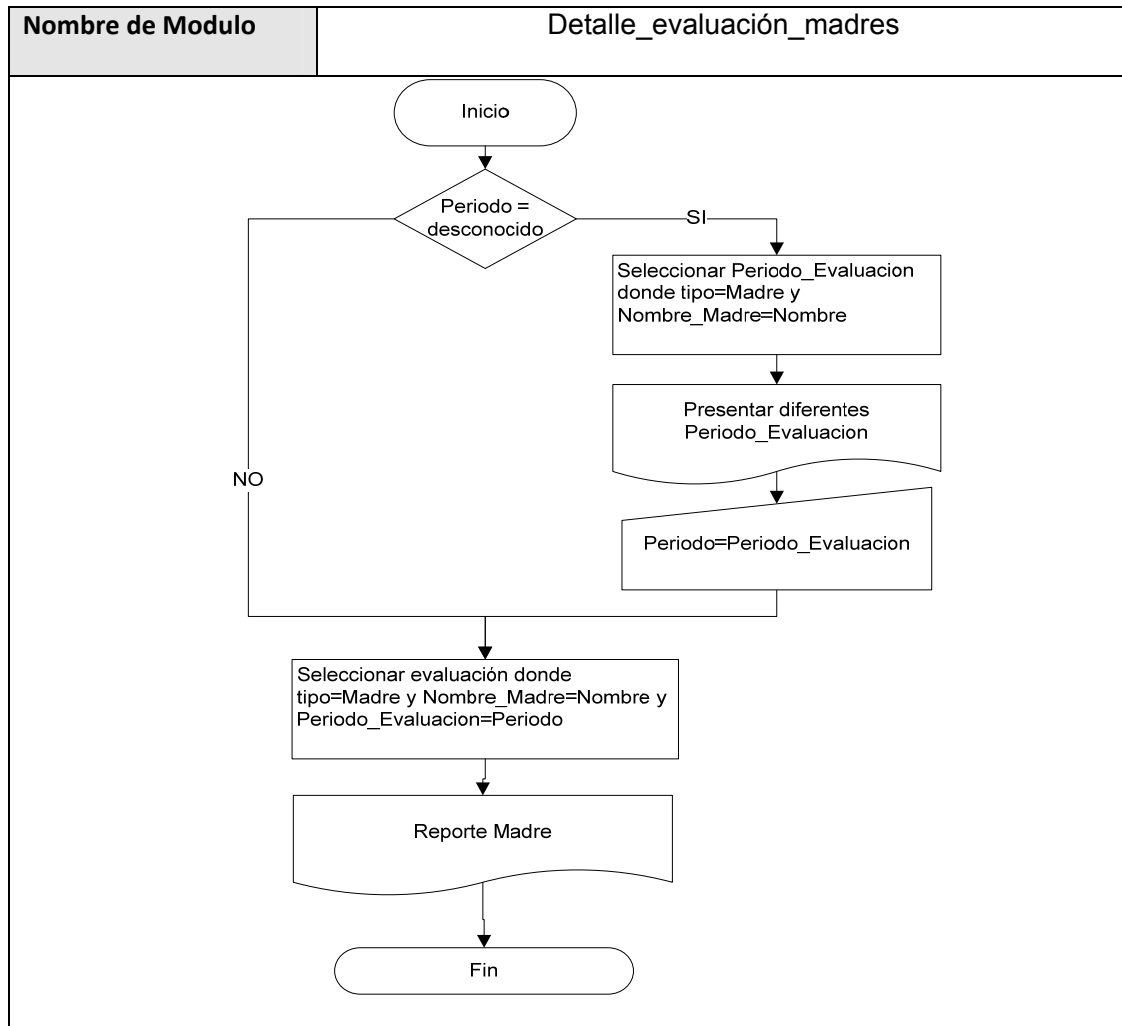 Nombre de Modulo
Detalle_evaluación_madres
Inicio
Periodo =
desconocido
SI
Seleccionar Periodo_Evaluacion
donde tipo=Madre y
Nombre_Madre=Nombre
Presentar diferentes
Periodo_Evaluacion
NO
Periodo=Periodo_Evaluacion
Seleccionar evaluación donde
tipo=Madre y Nombre_Madre=Nombre y
Periodo_Evaluacion=Periodo
Reporte Madre
Fin